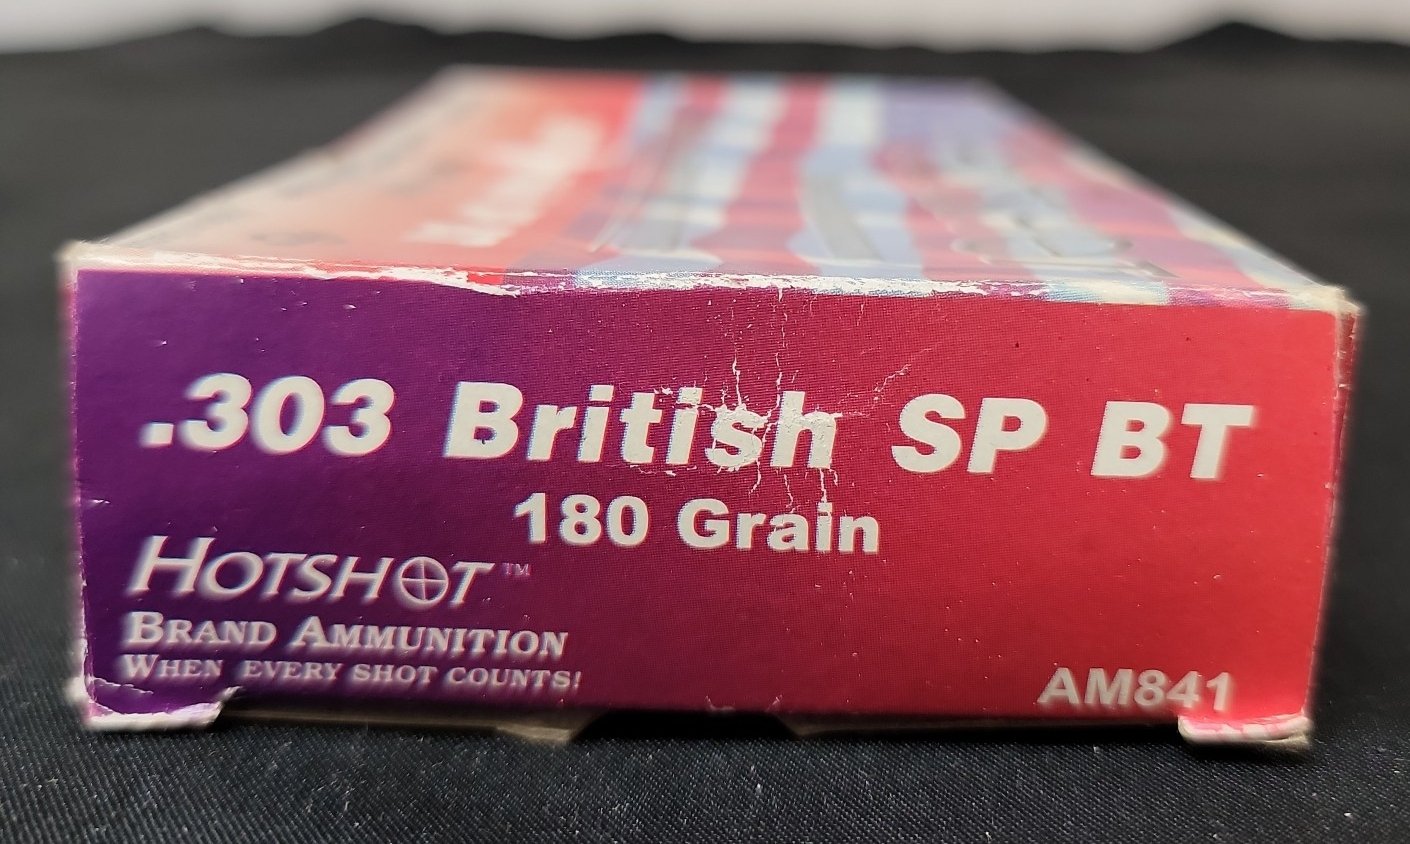 .303 British SP BT
180 Grain
HOTSHOT™
BRAND AMMUNITION
WHEN EVERY SHOT COUNTS!
AM841